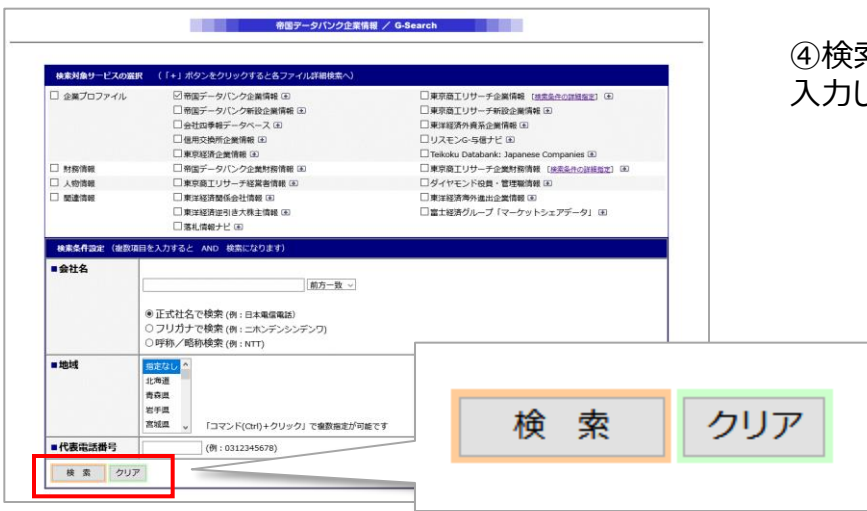 帝国データバンク企業情報 / G-Search
検索対象サービスの選択 (「+」ボタンをクリックすると各ファイル詳細検索へ)
企業プロファイル
帝国データバンク企業情報
東京商工リサーチ企業情報 [検索条件の詳細指定]
帝国データバンク新設企業情報
東京商工リサーチ新設企業情報
会社四季報データベース
東洋経済外資系企業情報
信用交換所企業情報
リスモンG-与信ナビ
東京経済企業情報
Teikoku Databank: Japanese Companies
財務情報
帝国データバンク企業財務情報
東京商工リサーチ企業財務情報 [検索条件の詳細指定]
人物情報
東京商工リサーチ経営者情報
ダイヤモンド役員・管理職情報
関連情報
東洋経済関係会社情報
東洋経済海外進出企業情報
東洋経済逆引き大株主情報
富士経済グループ「マーケットシェアデータ」
落札情報ナビ
検索条件設定 (複数項目を入力すると AND 検索になります)
■会社名
前方一致
正式社名で検索 (例:日本電信電話)
フリガナで検索 (例:ニホンデンシンデンワ)
呼称/略称検索 (例:NTT)
■地域
指定なし
北海道
青森県
岩手県
宮城県
「コマンド(Ctrl)+クリック」で複数指定が可能です
■代表電話番号
(例:0312345678)
検 索 クリア
④検索
入力し
検 索 クリア